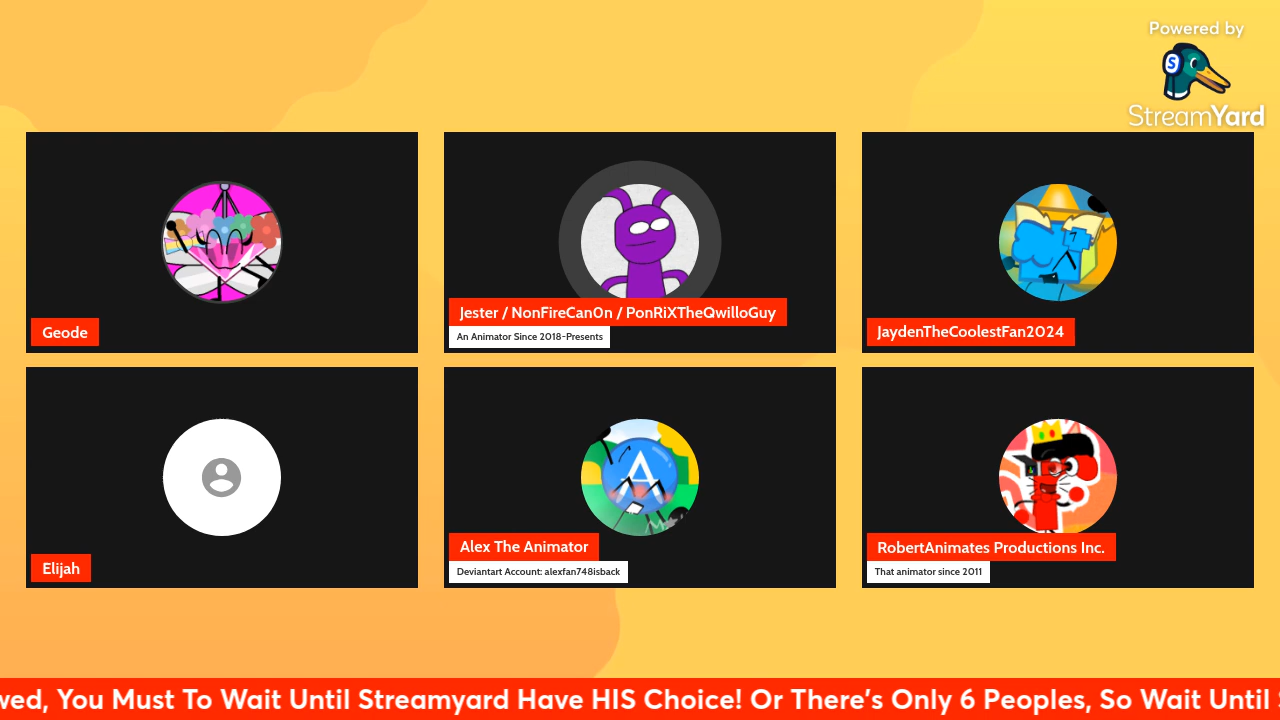 Powered by
S
StreamYard
Geode
Jester / NonFireCan0n / PonRiXTheQwilloGuy
An Animator Since 2018-Presents
JaydenTheCoolestFan2024
Elijah
A
Alex The Animator
Deviantart Account: alexfan748isback
RobertAnimates Productions Inc.
That animator since 2011
wed, You Must To Wait Until Streamyard Have HIS Choice! Or There's Only 6 Peoples, So Wait Until